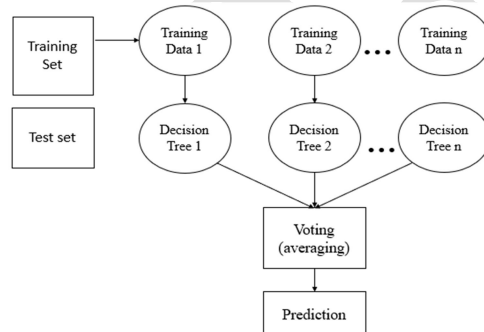 Training
Set
Training
Data 1
Training
Data 2
...
Training
Data n
Test set
Decision
Tree 1
Decision
Tree 2
...
Decision
Tree n
Voting
(averaging)
Prediction